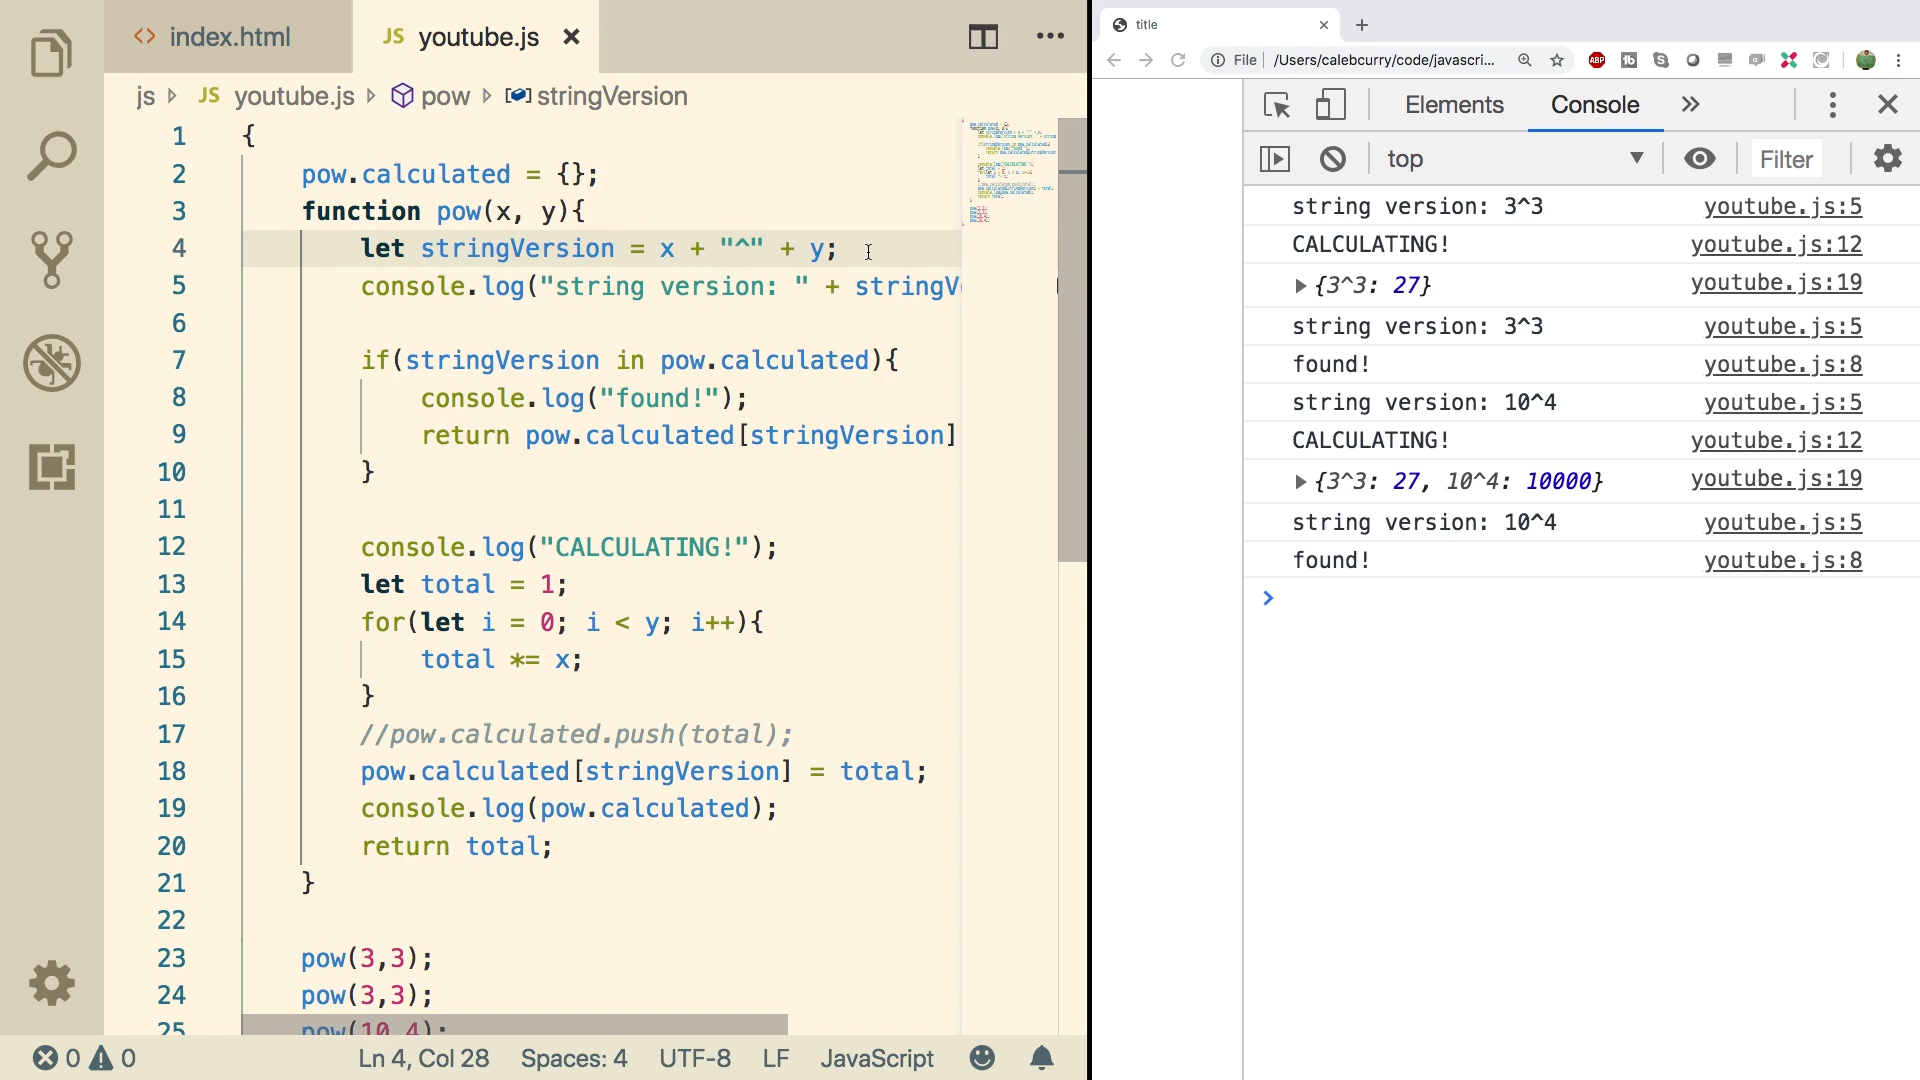 index.html
JS youtube.js
js JS youtube.js pow stringVersion
1 {
2 pow.calculated = {};
3 function pow(x, y){
4 let stringVersion = x + "^" + y;
5 console.log("string version: " + stringV
6
7 if(stringVersion in pow.calculated){
8 console.log("found!");
9 return pow.calculated[stringVersion]
10 }
11
12 console.log("CALCULATING!");
13 let total = 1;
14 for(let i = 0; i < y; i++){
15 total *= x;
16 }
17 //pow.calculated.push(total);
18 pow.calculated[stringVersion] = total;
19 console.log(pow.calculated);
20 return total;
21 }
22
23 pow(3,3);
24 pow(3,3);
25 pow(10,4);
0 0 Ln 4, Col 28 Spaces: 4 UTF-8 LF JavaScript
title
File /Users/calebcurry/code/javascri...
ABP
Elements Console
top Filter
string version: 3^3 youtube.js:5
CALCULATING! youtube.js:12
{3^3: 27} youtube.js:19
string version: 3^3 youtube.js:5
found! youtube.js:8
string version: 10^4 youtube.js:5
CALCULATING! youtube.js:12
{3^3: 27, 10^4: 10000} youtube.js:19
string version: 10^4 youtube.js:5
found! youtube.js:8